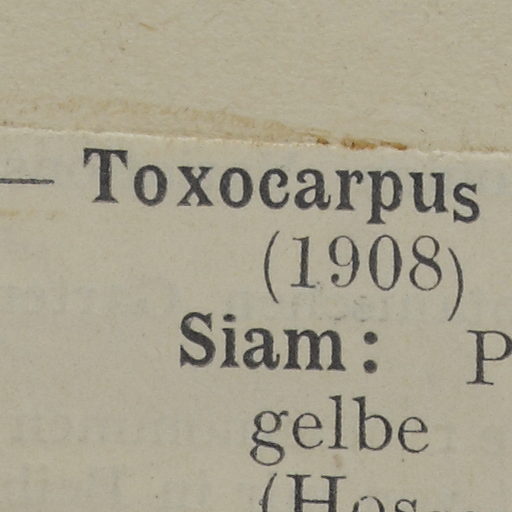 — Toxocarpus
(1908)
Siam: P
gelbe